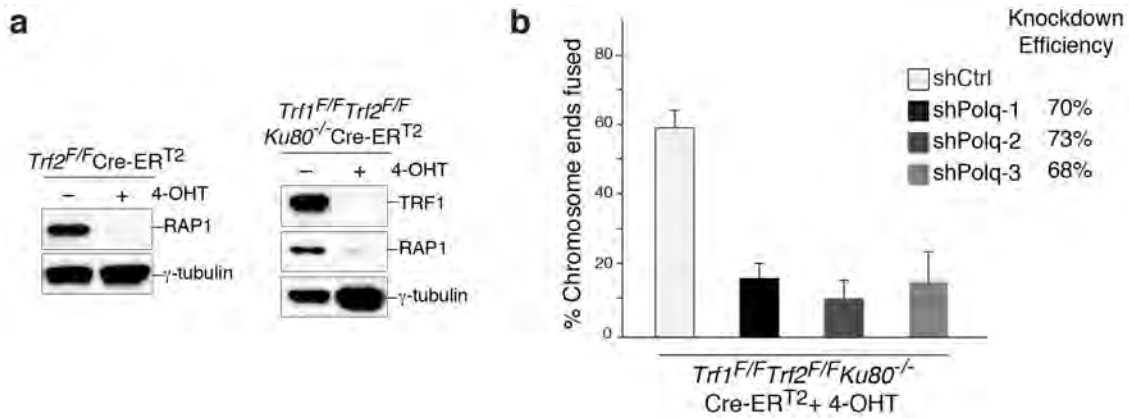 a
Trf2F/FCre-ERT2
– + 4-OHT
–RAP1
–γ-tubulin
Trf1F/FTrf2F/F
Ku80-/-Cre-ERT2
– + 4-OHT
–TRF1
–RAP1
–γ-tubulin
b
% Chromosome ends fused
80
60
40
20
0
Knockdown
Efficiency
shCtrl
shPolq-1 70%
shPolq-2 73%
shPolq-3 68%
Trf1F/FTrf2F/FKu80-/-
Cre-ERT2+ 4-OHT